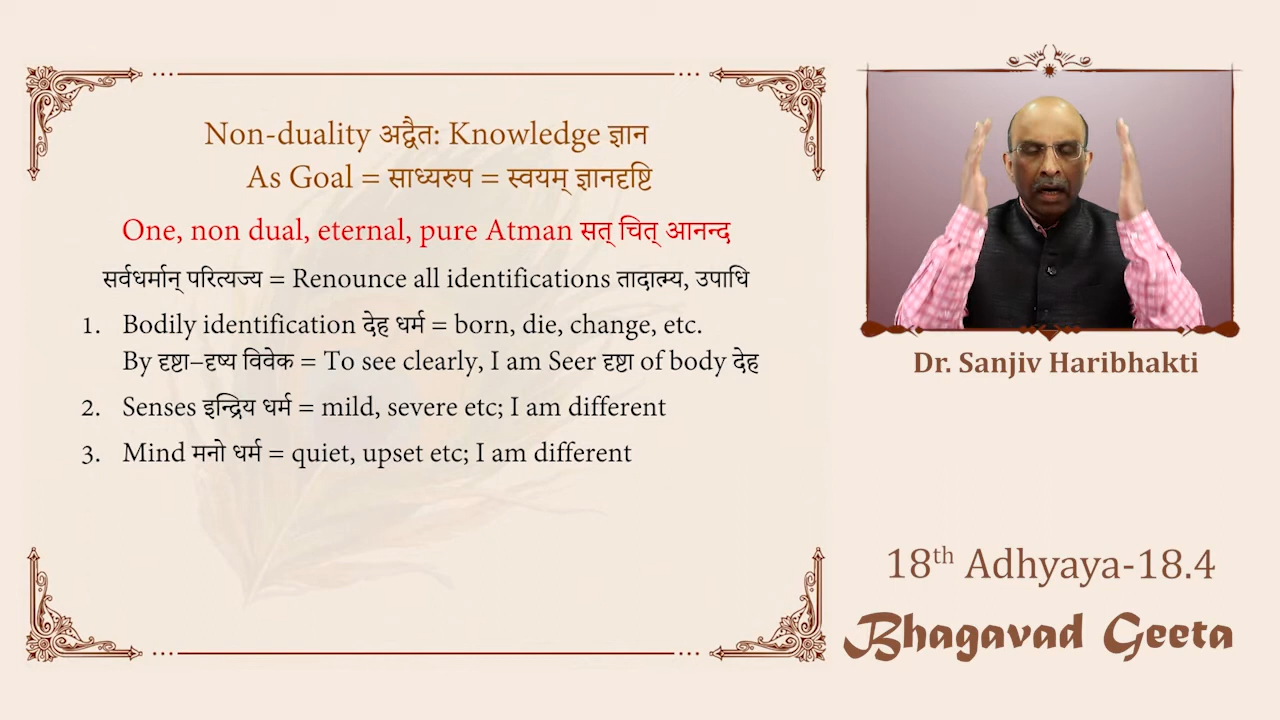 Non-duality अद्वैत: Knowledge ज्ञान
As Goal = साध्यरुप = स्वयम् ज्ञानदृष्टि
One, non dual, eternal, pure Atman सत् चित् आनन्द
सर्वधर्मान् परित्यज्य = Renounce all identifications तादात्म्य, उपाधि
1. Bodily identification देह धर्म = born, die, change, etc.
By दृष्टा–दृष्य विवेक = To see clearly, I am Seer दृष्टा of body देह
2. Senses इन्द्रिय धर्म = mild, severe etc; I am different
3. Mind मनो धर्म = quiet, upset etc; I am different
Dr. Sanjiv Haribhakti
18th Adhyaya-18.4
Bhagavad Geeta